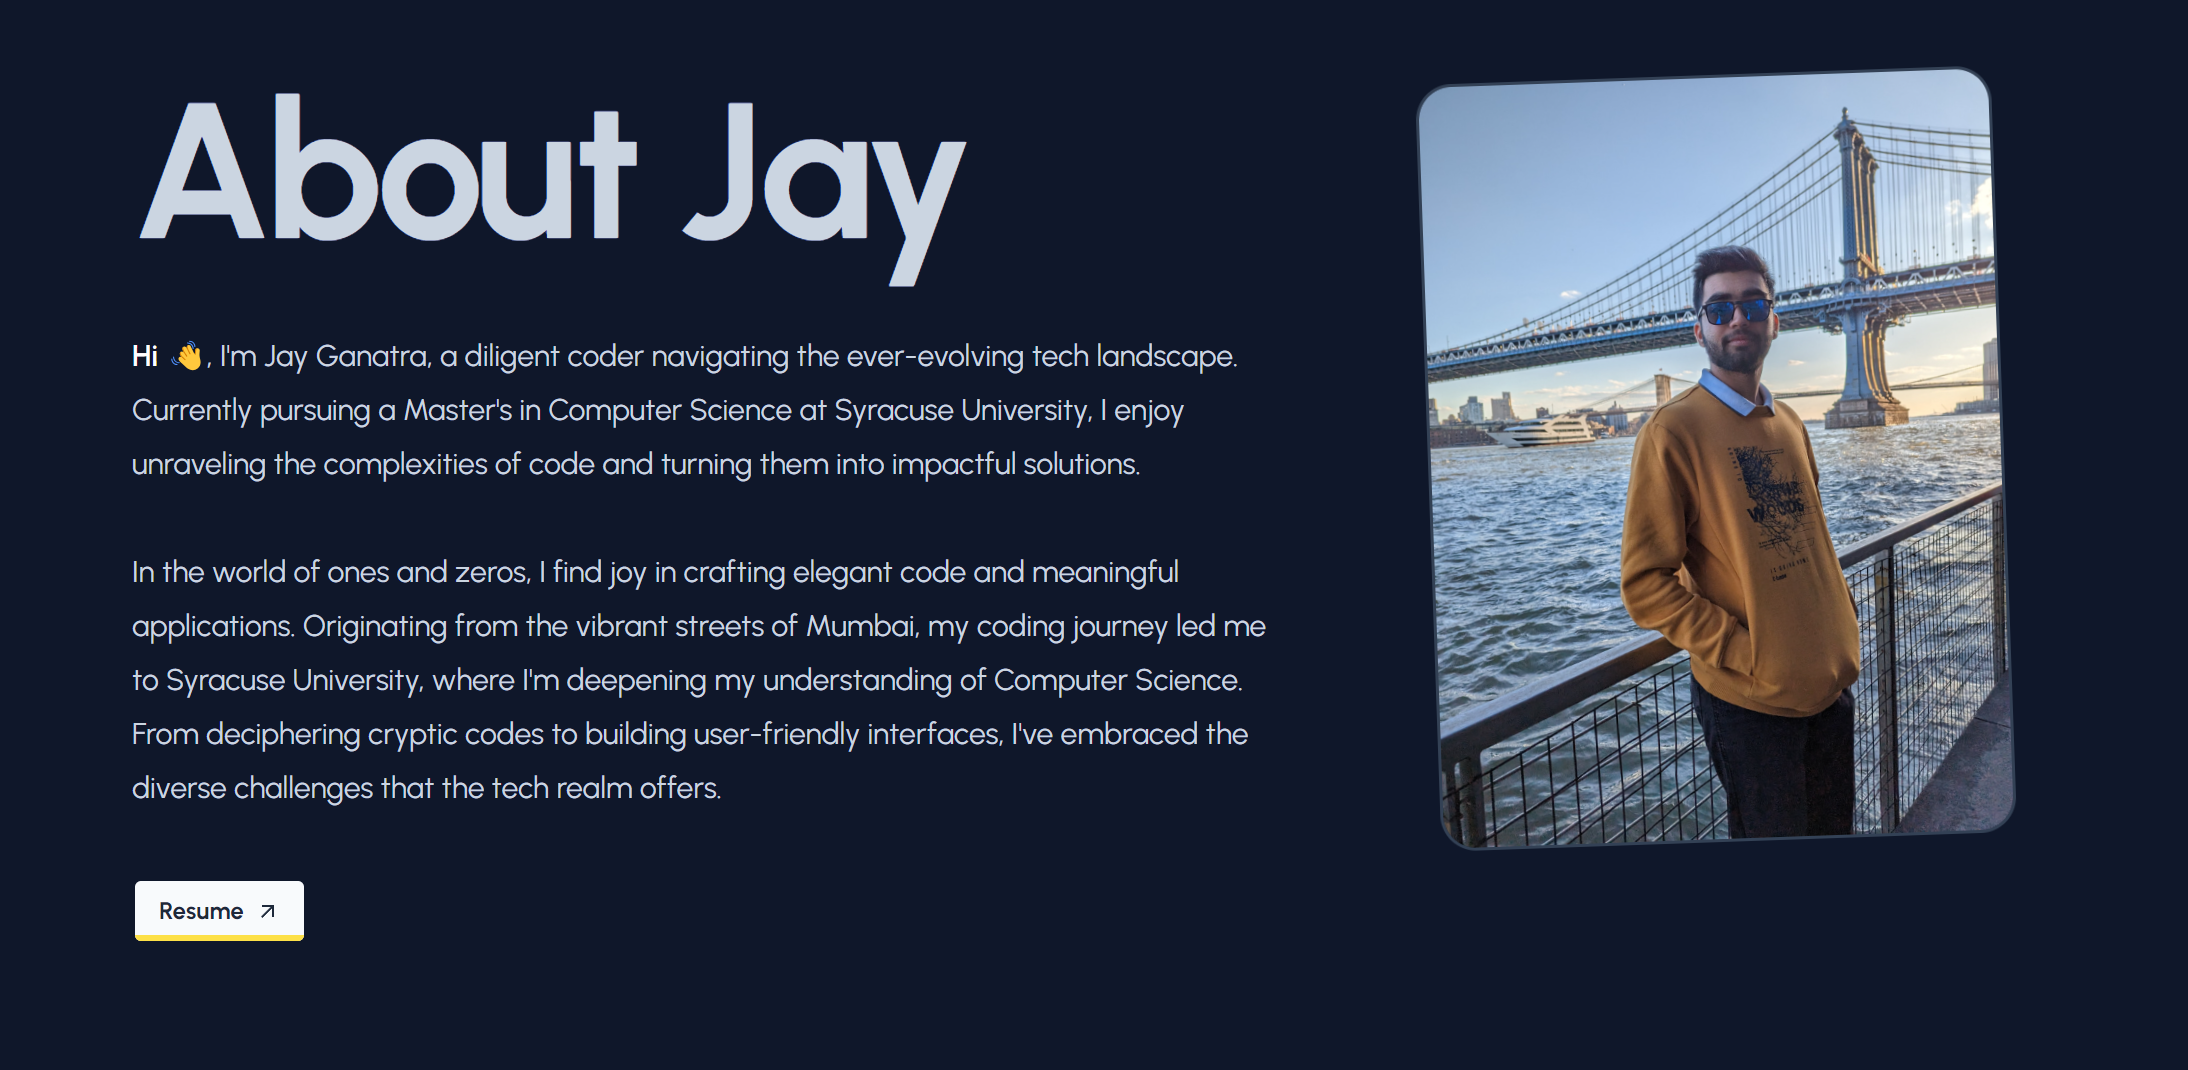 About Jay
Hi 👋, I'm Jay Ganatra, a diligent coder navigating the ever-evolving tech landscape.
Currently pursuing a Master's in Computer Science at Syracuse University, I enjoy
unraveling the complexities of code and turning them into impactful solutions.
In the world of ones and zeros, I find joy in crafting elegant code and meaningful
applications. Originating from the vibrant streets of Mumbai, my coding journey led me
to Syracuse University, where I'm deepening my understanding of Computer Science.
From deciphering cryptic codes to building user-friendly interfaces, I've embraced the
diverse challenges that the tech realm offers.
Resume